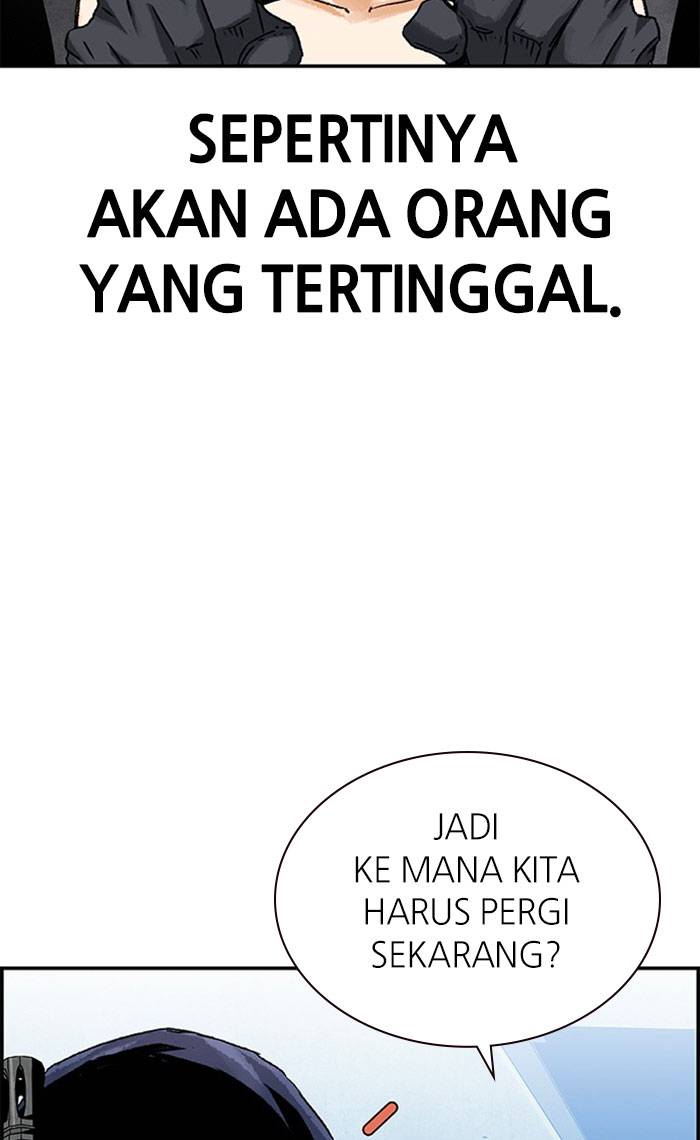 SEPERTINYA
AKAN ADA ORANG
YANG TERTINGGAL.
JADI
KE MANA KITA
HARUS PERGI
SEKARANG?